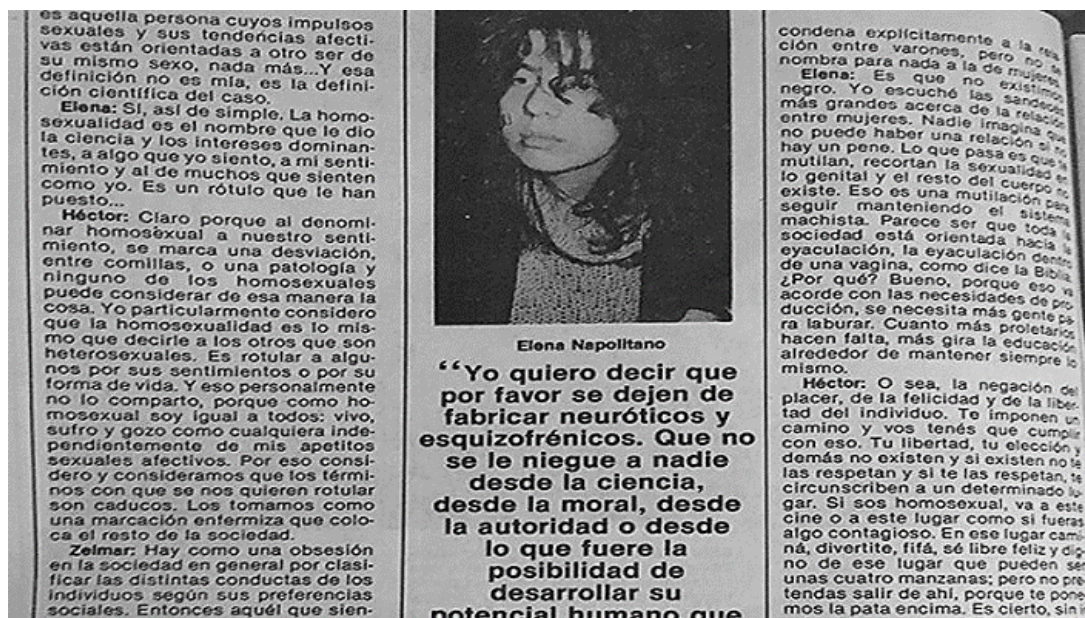 es aquella persona cuyos impulsos
sexuales y sus tendencias afecti-
vas están orientadas a otro ser de
su mismo sexo, nada más...Y esa
definición no es mía, es la defini-
ción científica del caso.
Elena: Si, así de simple. La homo-
sexualidad es el nombre que le dio
la ciencia y los intereses dominan-
tes, a algo que yo siento, a mi senti-
miento y al de muchos que sienten
como yo. Es un rótulo que le han
puesto...
Héctor: Claro porque al denomi-
nar homosexual a nuestro senti-
miento, se marca una desviación,
entre comillas, o una patología y
ninguno de los homosexuales
puede considerar de esa manera la
cosa. Yo particularmente considero
que la homosexualidad es lo mis-
mo que decirle a los otros que son
heterosexuales. Es rotular a algu-
nos por sus sentimientos o por su
forma de vida. Y eso personalmente
no lo comparto, porque como ho-
mosexual soy igual a todos: vivo,
sufro y gozo como cualquiera inde-
pendientemente de mis apetitos
sexuales afectivos. Por eso consi-
dero y consideramos que los térmi-
nos con que se nos quieren rotular
son caducos. Los tomamos como
una marcación enfermiza que colo-
ca el resto de la sociedad.
Zelmar: Hay como una obsesión
en la sociedad en general por clasi-
ficar las distintas conductas de los
individuos según sus preferencias
sociales. Entonces aquél que sien-
Elena Napolitano
“Yo quiero decir que
por favor se dejen de
fabricar neuróticos y
esquizofrénicos. Que no
se le niegue a nadie
desde la ciencia,
desde la moral, desde
la autoridad o desde
lo que fuere la
posibilidad de
desarrollar su
potencial humano que
condena explícitamente a la rela-
ción entre varones, pero no se
nombra para nada a la de mujeres.
Elena: Es que no existimos
negro. Yo escuché las sandeces
más grandes acerca de la relación
entre mujeres. Nadie imagina que
no puede haber una relación si no
hay un pene. Lo que pasa es que te
mutilan, recortan la sexualidad en
lo genital y el resto del cuerpo no
existe. Eso es una mutilación para
seguir manteniendo el sistema
machista. Parece ser que toda la
sociedad está orientada hacia la
eyaculación, la eyaculación dentro
de una vagina, como dice la Biblia.
¿Por qué? Bueno, porque eso va
acorde con las necesidades de pro-
ducción, se necesita más gente pa-
ra laburar. Cuanto más proletarios
hacen falta, más gira la educación
alrededor de mantener siempre lo
mismo.
Héctor: O sea, la negación del
placer, de la felicidad y de la liber-
tad del individuo. Te imponen un
camino y vos tenés que cumplir
con eso. Tu libertad, tu elección y
demás no existen y si existen no te
las respetan y si te las respetan, te
circunscriben a un determinado lu-
gar. Si sos homosexual, va a este
cine o a este lugar como si fueras
algo contagioso. En ese lugar cami-
ná, divertite, fifá, sé libre feliz y dig-
no de ese lugar que pueden ser
unas cuatro manzanas; pero no pre-
tendas salir de ahí, porque te pone-
mos la pata encima. Es cierto, sin